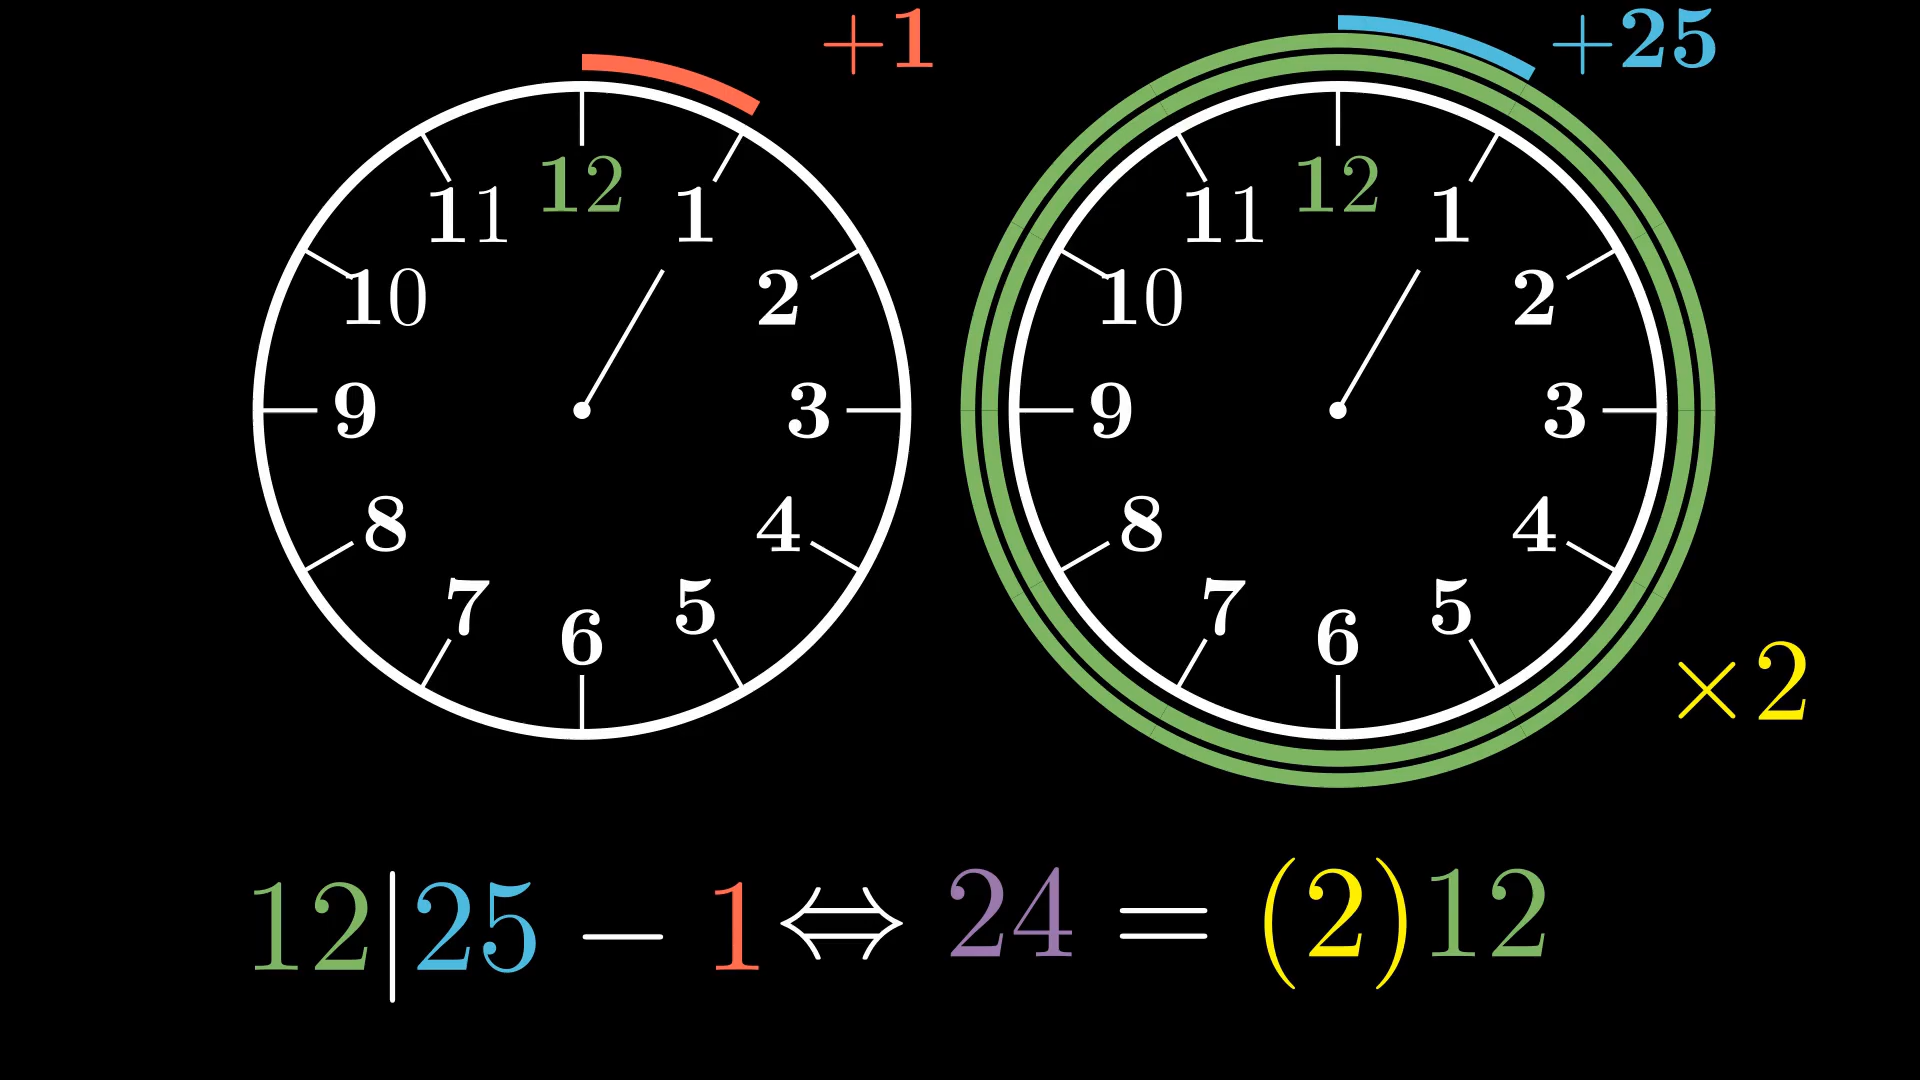 +1 +25
12 12
11 1 11 1
10 2 10 2
9 3 9 3
8 4 8 4
7 5 7 5
6 6
×2
12|25 − 1 ⇔ 24 = (2)12